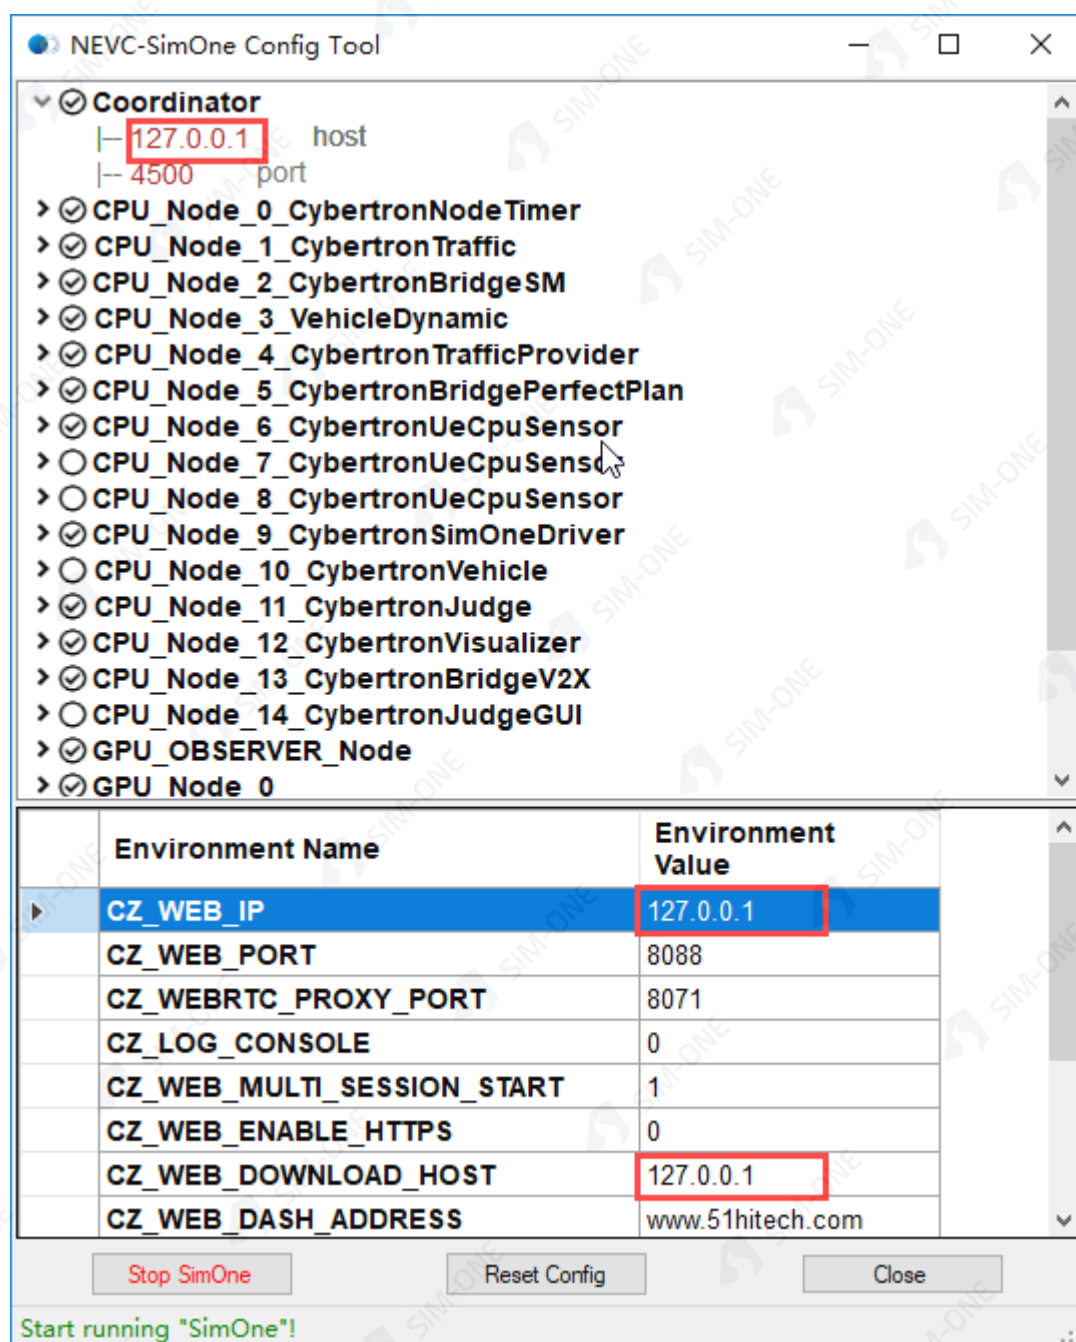 NEVC-SimOne Config Tool
Coordinator
|-- 127.0.0.1 host
|-- 4500 port
CPU_Node_0_CybertronNodeTimer
CPU_Node_1_CybertronTraffic
CPU_Node_2_CybertronBridgeSM
CPU_Node_3_VehicleDynamic
CPU_Node_4_CybertronTrafficProvider
CPU_Node_5_CybertronBridgePerfectPlan
CPU_Node_6_CybertronUeCpuSensor
CPU_Node_7_CybertronUeCpuSensor
CPU_Node_8_CybertronUeCpuSensor
CPU_Node_9_CybertronSimOneDriver
CPU_Node_10_CybertronVehicle
CPU_Node_11_CybertronJudge
CPU_Node_12_CybertronVisualizer
CPU_Node_13_CybertronBridgeV2X
CPU_Node_14_CybertronJudgeGUI
GPU_OBSERVER_Node
GPU_Node_0
Environment Name Environment
Value
CZ_WEB_IP 127.0.0.1
CZ_WEB_PORT 8088
CZ_WEBRTC_PROXY_PORT 8071
CZ_LOG_CONSOLE 0
CZ_WEB_MULTI_SESSION_START 1
CZ_WEB_ENABLE_HTTPS 0
CZ_WEB_DOWNLOAD_HOST 127.0.0.1
CZ_WEB_DASH_ADDRESS www.51hitech.com
Stop SimOne Reset Config Close
Start running "SimOne"!
SIM-ONE